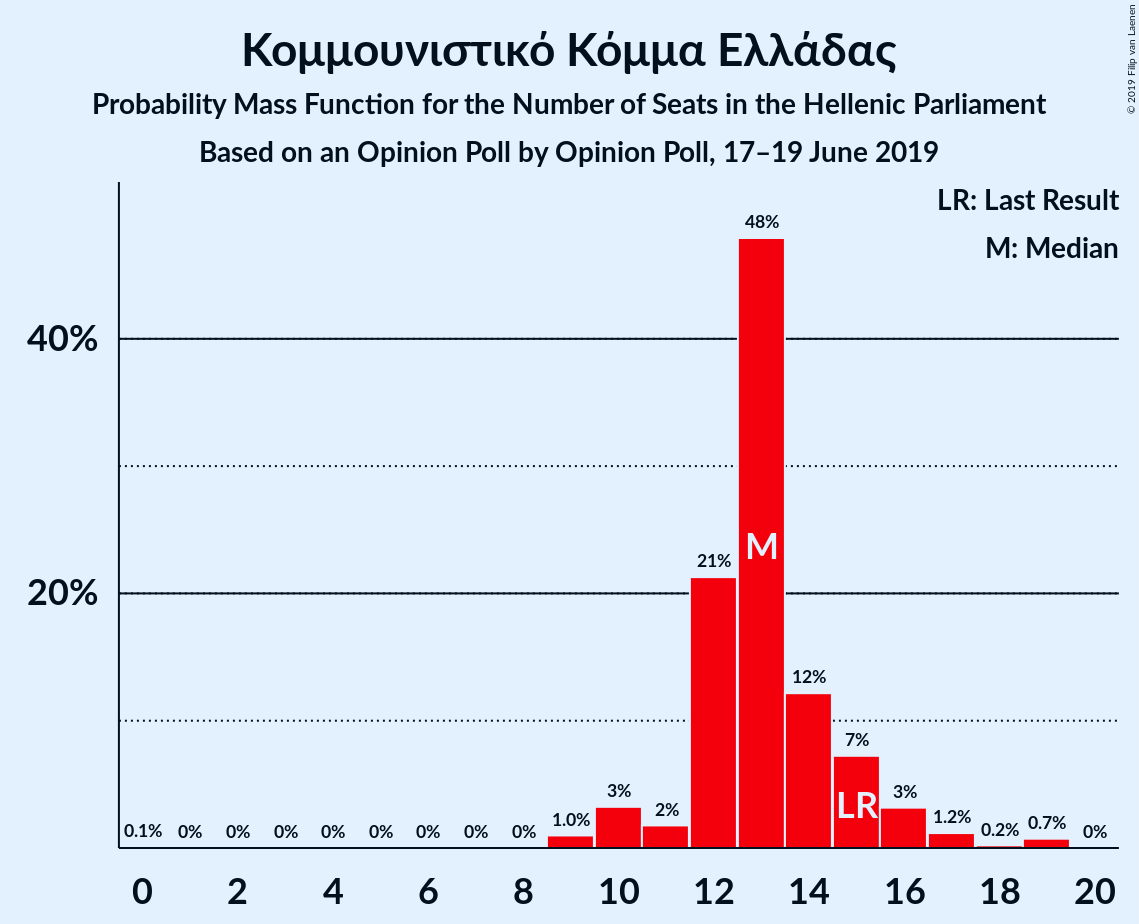 Κομμουνιστικό Κόμμα Ελλάδας
Probability Mass Function for the Number of Seats in the Hellenic Parliament
Based on an Opinion Poll by Opinion Poll, 17–19 June 2019
© 2019 Filip van Laenen
LR: Last Result
M: Median
40%
20%
0.1% 0% 0% 0% 0% 0% 0% 0% 0% 1.0% 3% 2% 21% 48% 12% 7% 3% 1.2% 0.2% 0.7% 0%
M
LR
0 2 4 6 8 10 12 14 16 18 20